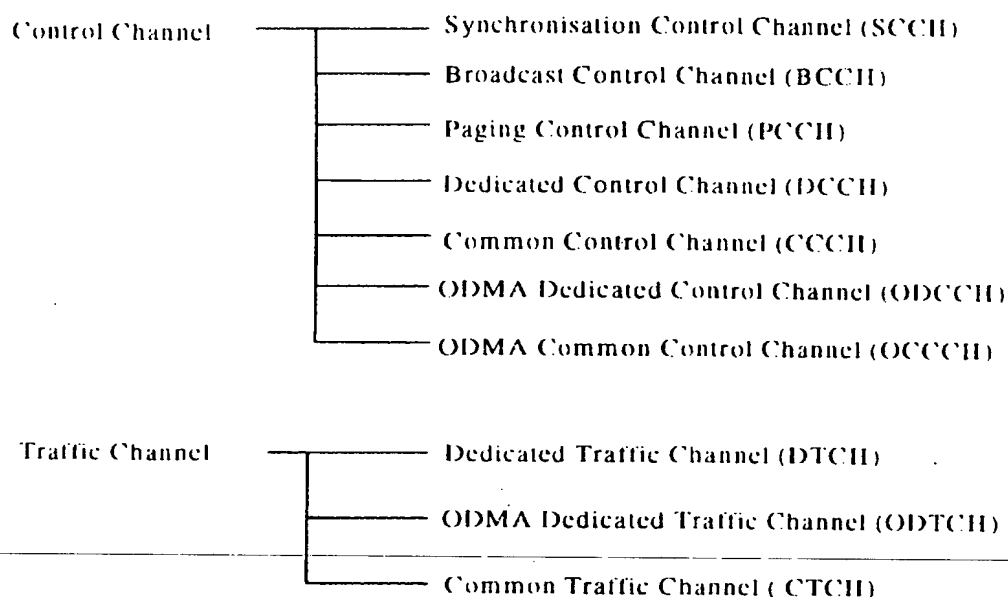 Control Channel
Synchronisation Control Channel (SCCH)
Broadcast Control Channel (BCCH)
Paging Control Channel (PCCH)
Dedicated Control Channel (DCCH)
Common Control Channel (CCCH)
ODMA Dedicated Control Channel (ODCCH)
ODMA Common Control Channel (OCCCH)
Traffic Channel
Dedicated Traffic Channel (DTCH)
ODMA Dedicated Traffic Channel (ODTCH)
Common Traffic Channel ( CTCH)